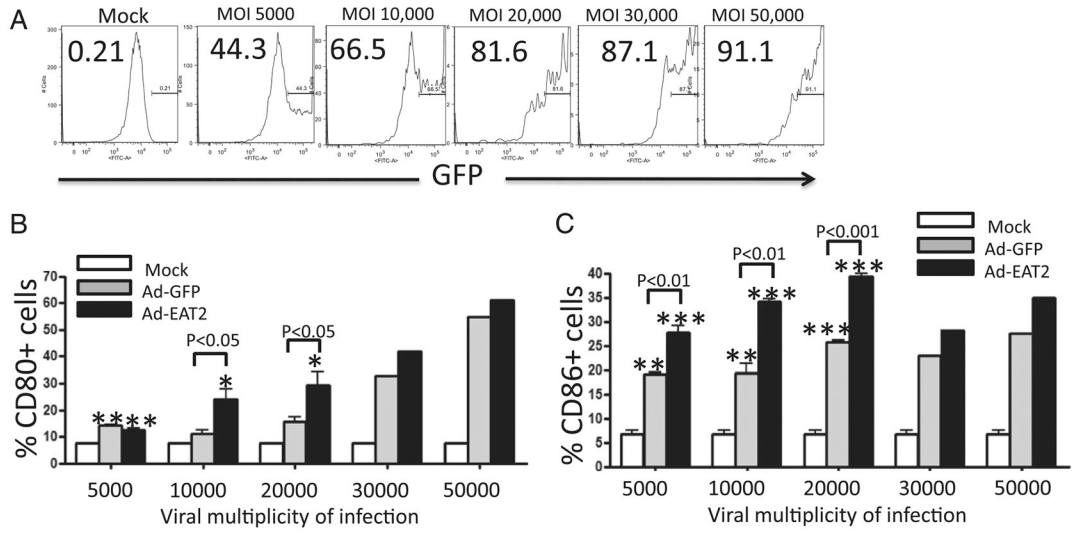 A
Mock
MOI 5000
MOI 10,000
MOI 20,000
MOI 30,000
MOI 50,000
0.21
44.3
66.5
81.6
87.1
91.1
GFP
B
Mock
Ad-GFP
Ad-EAT2
% CD80+ cells
70
60
50
40
30
20
10
0
****
P<0.05
*
P<0.05
*
5000 10000 20000 30000 50000
Viral multiplicity of infection
C
Mock
Ad-GFP
Ad-EAT2
% CD86+ cells
40
35
30
25
20
15
10
5
0
P<0.01
**
***
P<0.01
**
***
P<0.001
***
***
5000 10000 20000 30000 50000
Viral multiplicity of infection